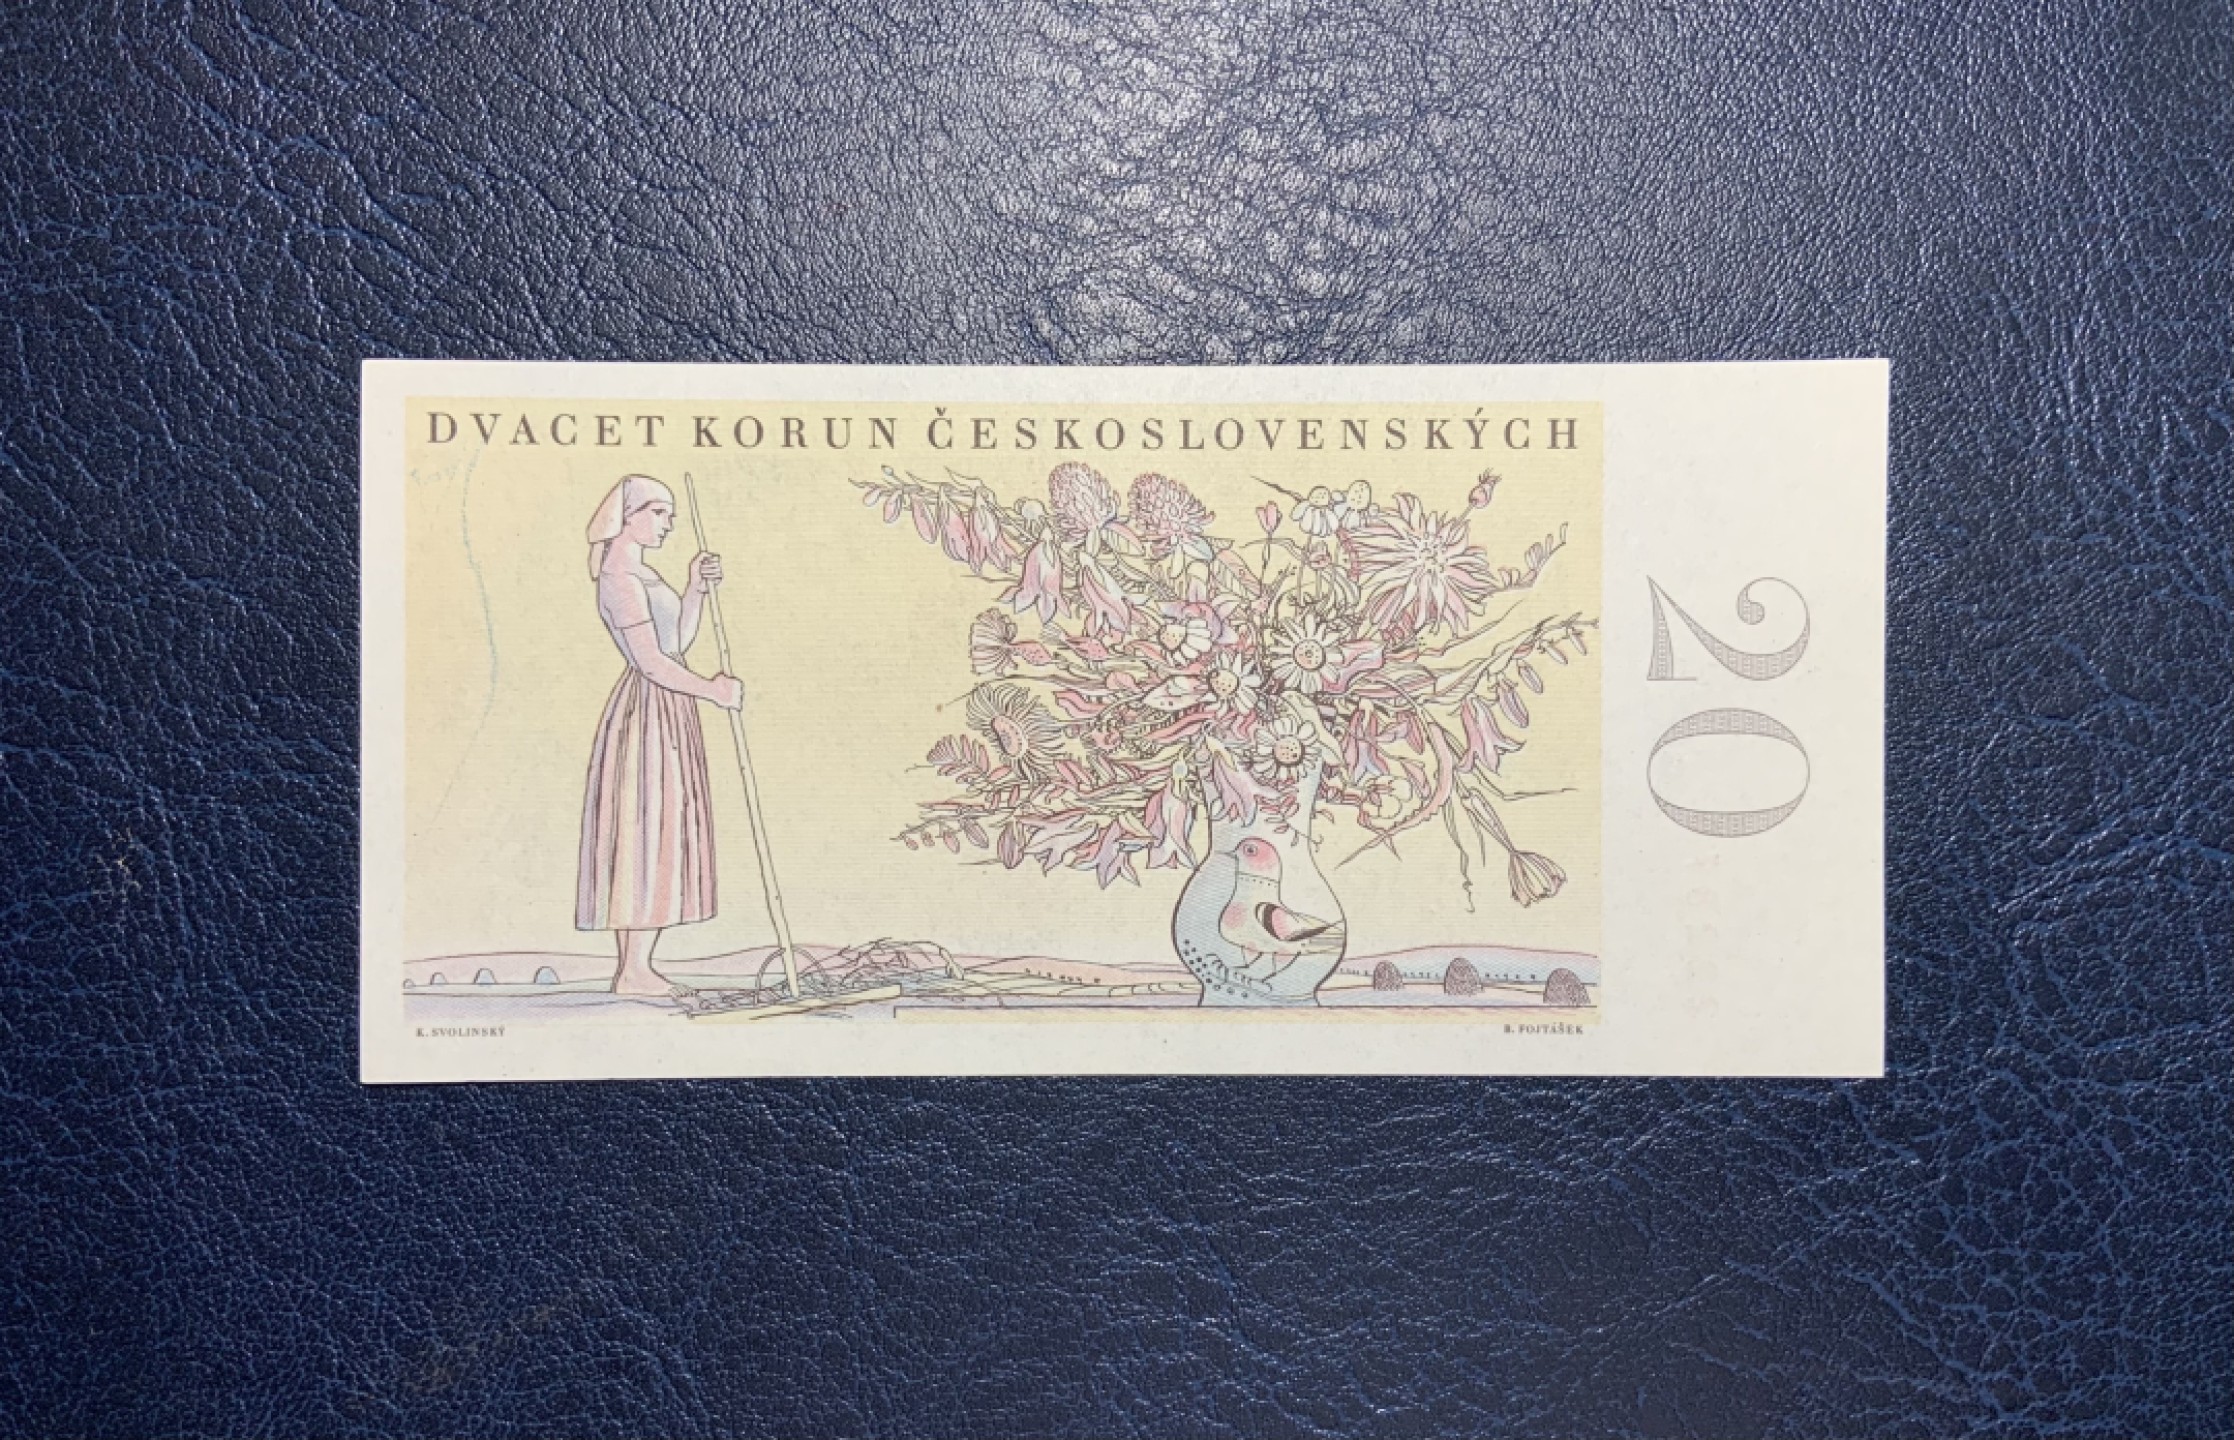 DVACET KORUN ČESKOSLOVENSKÝCH
20
K. SVOLINSKÝ
B. FOJTÁŠEK